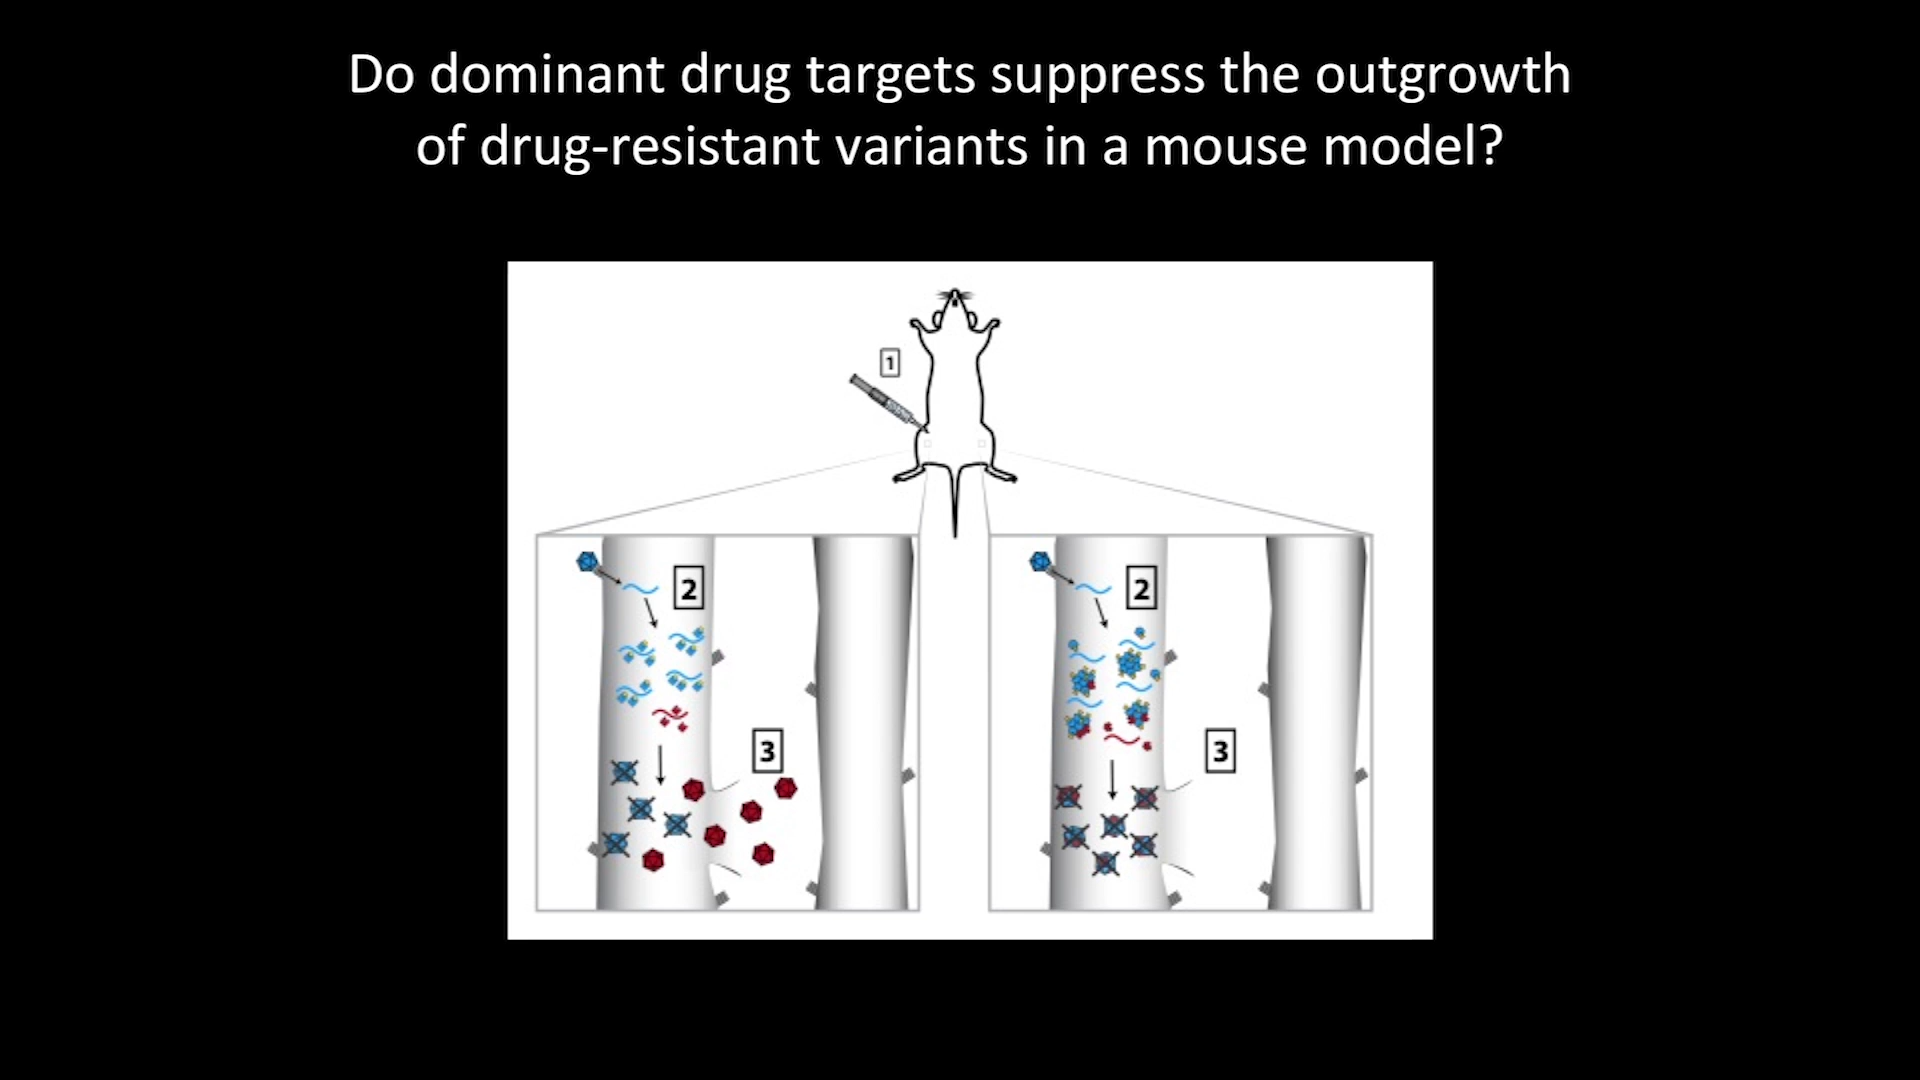 Do dominant drug targets suppress the outgrowth
of drug-resistant variants in a mouse model?
1
2
3
2
3